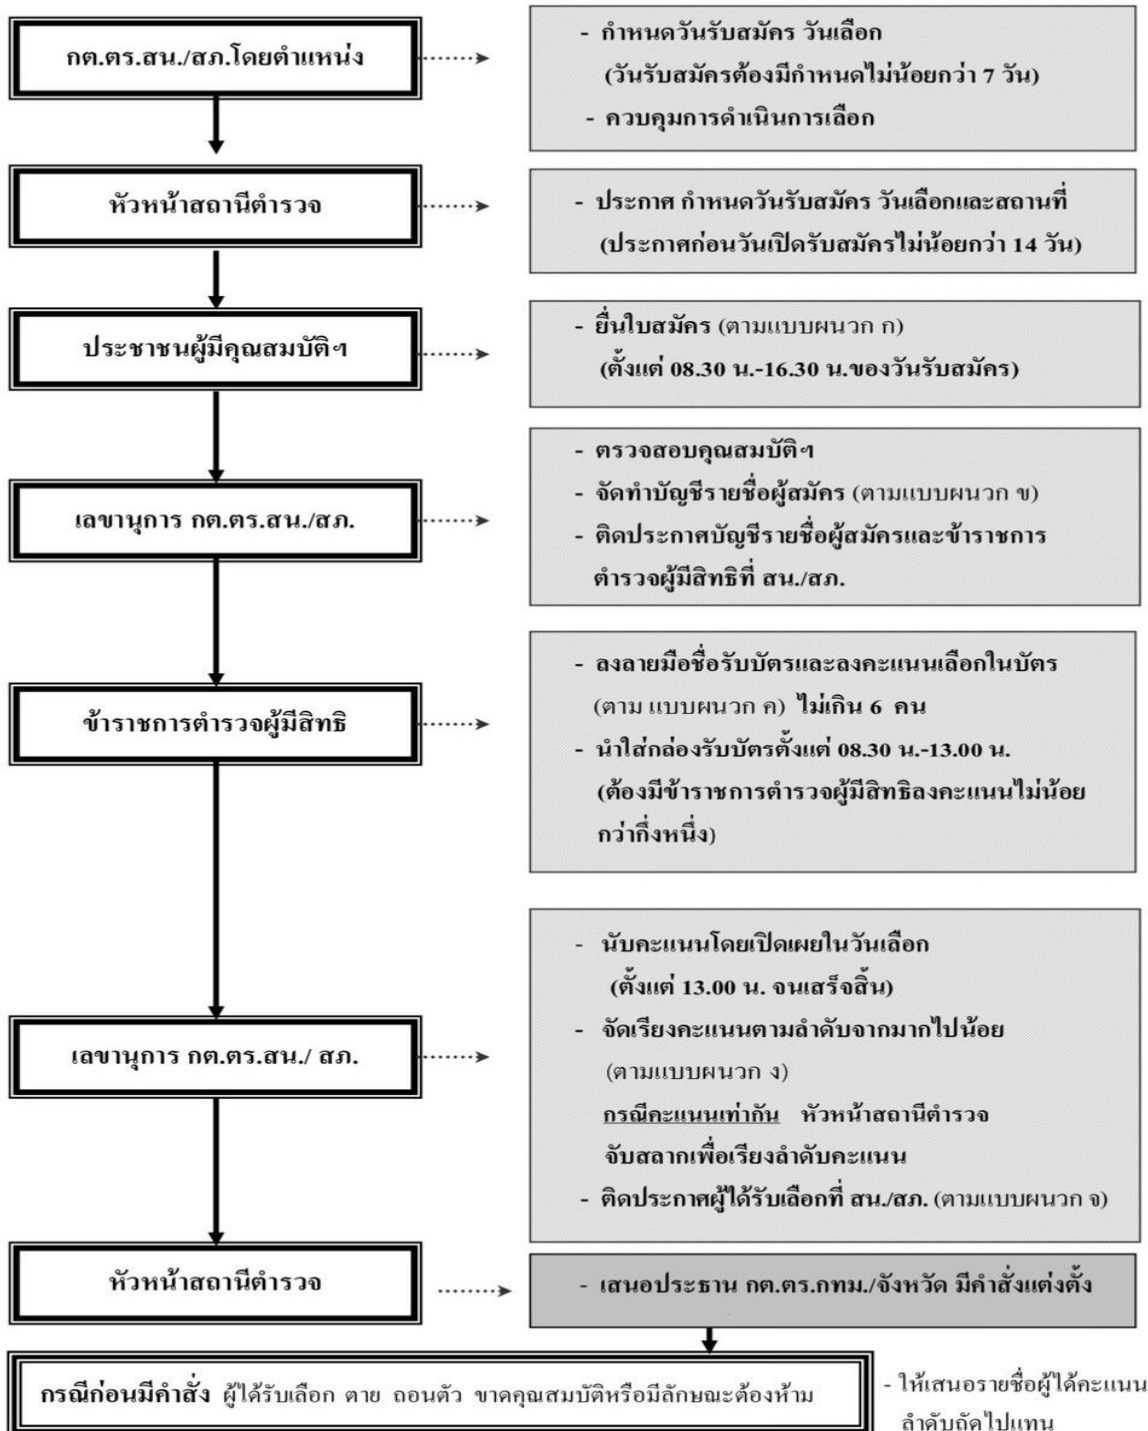 กต.ตร.สน./สภ.โดยตำแหน่ง
- กำหนดวันรับสมัคร วันเลือก
(วันรับสมัครต้องมีกำหนดไม่น้อยกว่า 7 วัน)
- ควบคุมการดำเนินการเลือก
หัวหน้าสถานีตำรวจ
- ประกาศ กำหนดวันรับสมัคร วันเลือกและสถานที่
(ประกาศก่อนวันเปิดรับสมัครไม่น้อยกว่า 14 วัน)
ประชาชนผู้มีคุณสมบัติฯ
- ยื่นใบสมัคร (ตามแบบผนวก ก)
(ตั้งแต่ 08.30 น.-16.30 น.ของวันรับสมัคร)
เลขานุการ กต.ตร.สน./สภ.
- ตรวจสอบคุณสมบัติฯ
- จัดทำบัญชีรายชื่อผู้สมัคร (ตามแบบผนวก ข)
- ติดประกาศบัญชีรายชื่อผู้สมัครและข้าราชการ
ตำรวจผู้มีสิทธิที่ สน./สภ.
ข้าราชการตำรวจผู้มีสิทธิ
- ลงลายมือชื่อรับบัตรและลงคะแนนเลือกในบัตร
(ตาม แบบผนวก ค) ไม่เกิน 6 คน
- นำใส่กล่องรับบัตรตั้งแต่ 08.30 น.-13.00 น.
(ต้องมีข้าราชการตำรวจผู้มีสิทธิลงคะแนนไม่น้อย
กว่ากึ่งหนึ่ง)
เลขานุการ กต.ตร.สน./ สภ.
- นับคะแนนโดยเปิดเผยในวันเลือก
(ตั้งแต่ 13.00 น. จนเสร็จสิ้น)
- จัดเรียงคะแนนตามลำดับจากมากไปน้อย
(ตามแบบผนวก ง)
กรณีคะแนนเท่ากัน หัวหน้าสถานีตำรวจ
จับสลากเพื่อเรียงลำดับคะแนน
- ติดประกาศผู้ได้รับเลือกที่ สน./สภ. (ตามแบบผนวก จ)
หัวหน้าสถานีตำรวจ
- เสนอประธาน กต.ตร.กทม./จังหวัด มีคำสั่งแต่งตั้ง
กรณีก่อนมีคำสั่ง ผู้ได้รับเลือก ตาย ถอนตัว ขาดคุณสมบัติหรือมีลักษณะต้องห้าม
- ให้เสนอรายชื่อผู้ได้คะแนน
ลำดับถัดไปแทน